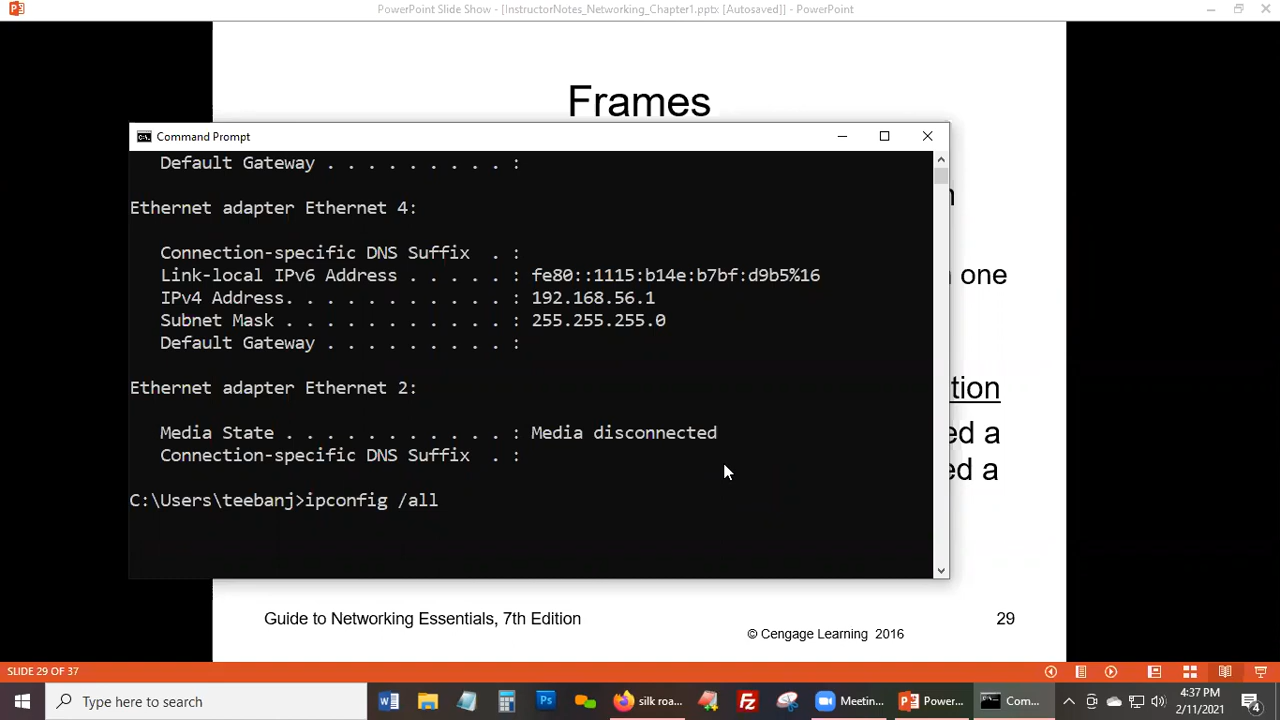 PowerPoint Slide Show - [InstructorNotes_Networking_Chapter1.pptx [Autosaved]] - PowerPoint
Frames
Command Prompt
Default Gateway . . . . . . . . . :
Ethernet adapter Ethernet 4:
Connection-specific DNS Suffix . :
Link-local IPv6 Address . . . . . : fe80::1115:b14e:b7bf:d9b5%16
IPv4 Address. . . . . . . . . . . : 192.168.56.1
Subnet Mask . . . . . . . . . . . : 255.255.255.0
Default Gateway . . . . . . . . . :
Ethernet adapter Ethernet 2:
Media State . . . . . . . . . . . : Media disconnected
Connection-specific DNS Suffix . :
C:\Users\teebanj>ipconfig /all
one
tion
ed a
ed a
Guide to Networking Essentials, 7th Edition
© Cengage Learning 2016
29
SLIDE 29 OF 37
Type here to search
silk roa...
Meetin...
Power...
Com...
4:37 PM
2/11/2021
4